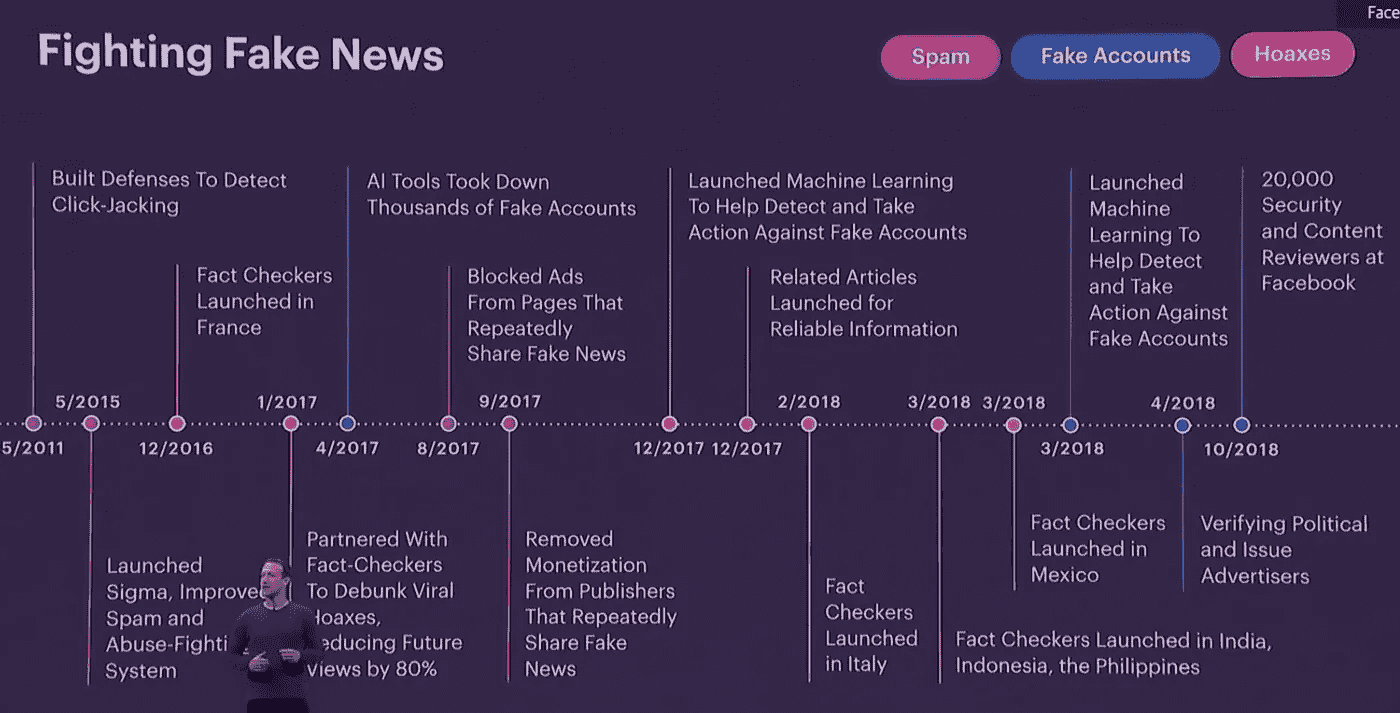 Face
Fighting Fake News
Spam
Fake Accounts
Hoaxes
Built Defenses To Detect
Click-Jacking
AI Tools Took Down
Thousands of Fake Accounts
Launched Machine Learning
To Help Detect and Take
Action Against Fake Accounts
Launched
Machine
Learning To
Help Detect
and Take
Action Against
Fake Accounts
20,000
Security
and Content
Reviewers at
Facebook
Fact Checkers
Launched in
France
Blocked Ads
From Pages That
Repeatedly
Share Fake News
Related Articles
Launched for
Reliable Information
5/2015
1/2017
9/2017
2/2018
3/2018
3/2018
4/2018
5/2011
12/2016
4/2017
8/2017
12/2017
12/2017
3/2018
10/2018
Launched
Sigma, Improve
Spam and
Abuse-Fighti
System
Partnered With
Fact-Checkers
To Debunk Viral
Hoaxes,
educing Future
Views by 80%
Removed
Monetization
From Publishers
That Repeatedly
Share Fake
News
Fact
Checkers
Launched
in Italy
Fact Checkers Launched in India,
Indonesia, the Philippines
Fact Checkers
Launched in
Mexico
Verifying Political
and Issue
Advertisers